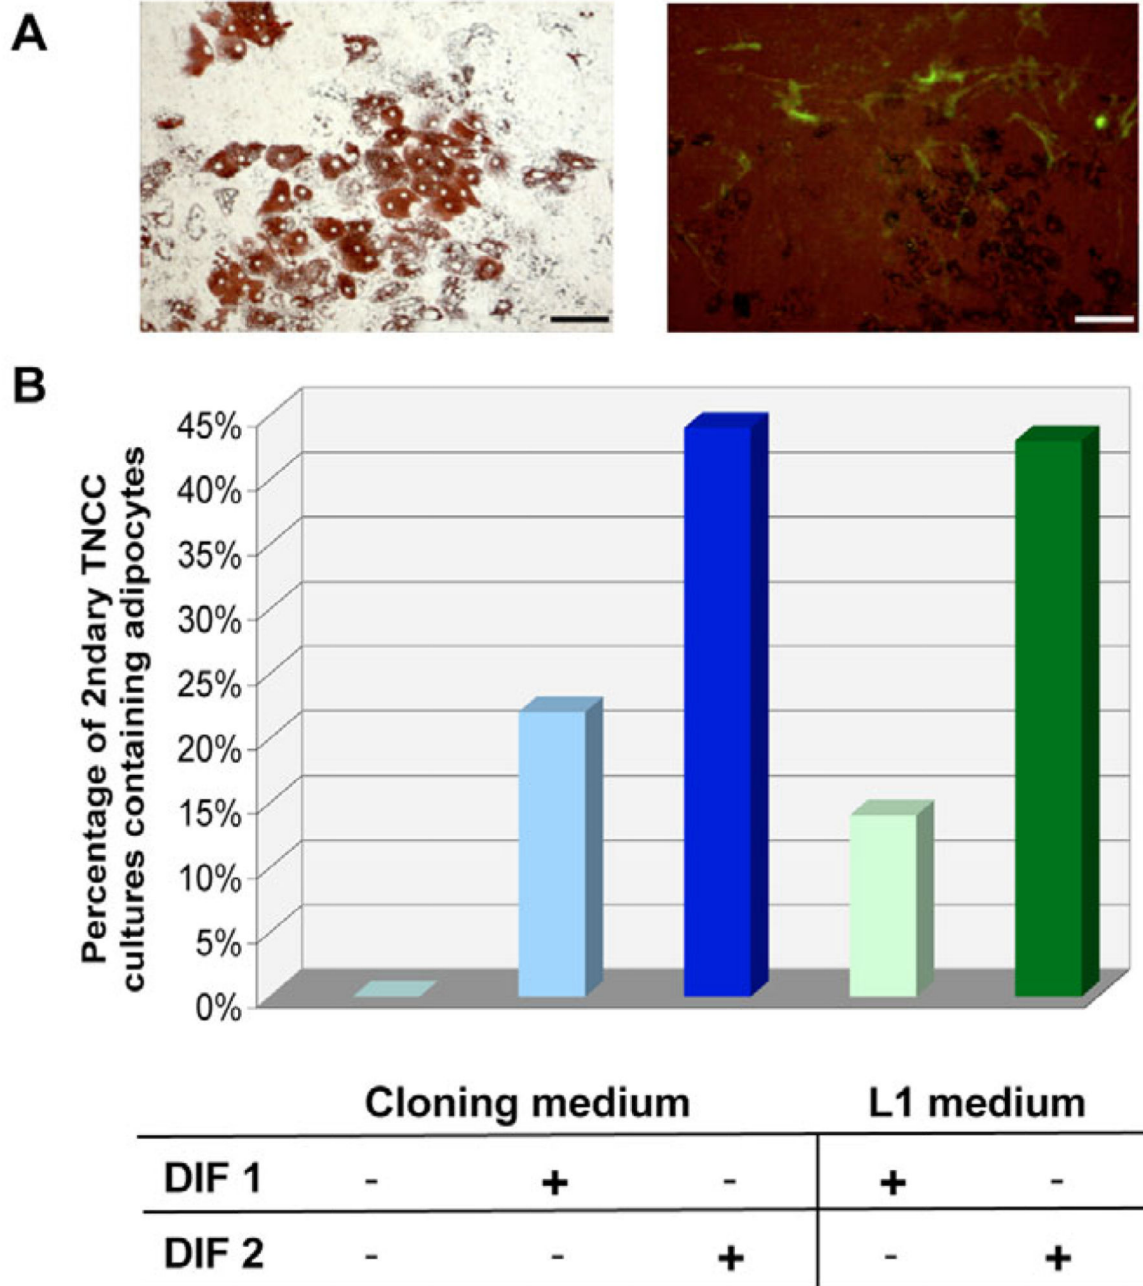 A
B
Percentage of 2ndary TNCC
cultures containing adipocytes
45%
40%
35%
30%
25%
20%
15%
10%
5%
0%
Cloning medium L1 medium
DIF 1 - + - + -
DIF 2 - - + - +